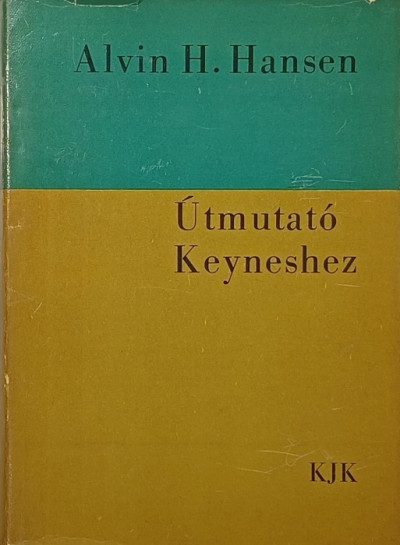 Alvin H. Hansen
Útmutató
Keyneshez
KJK